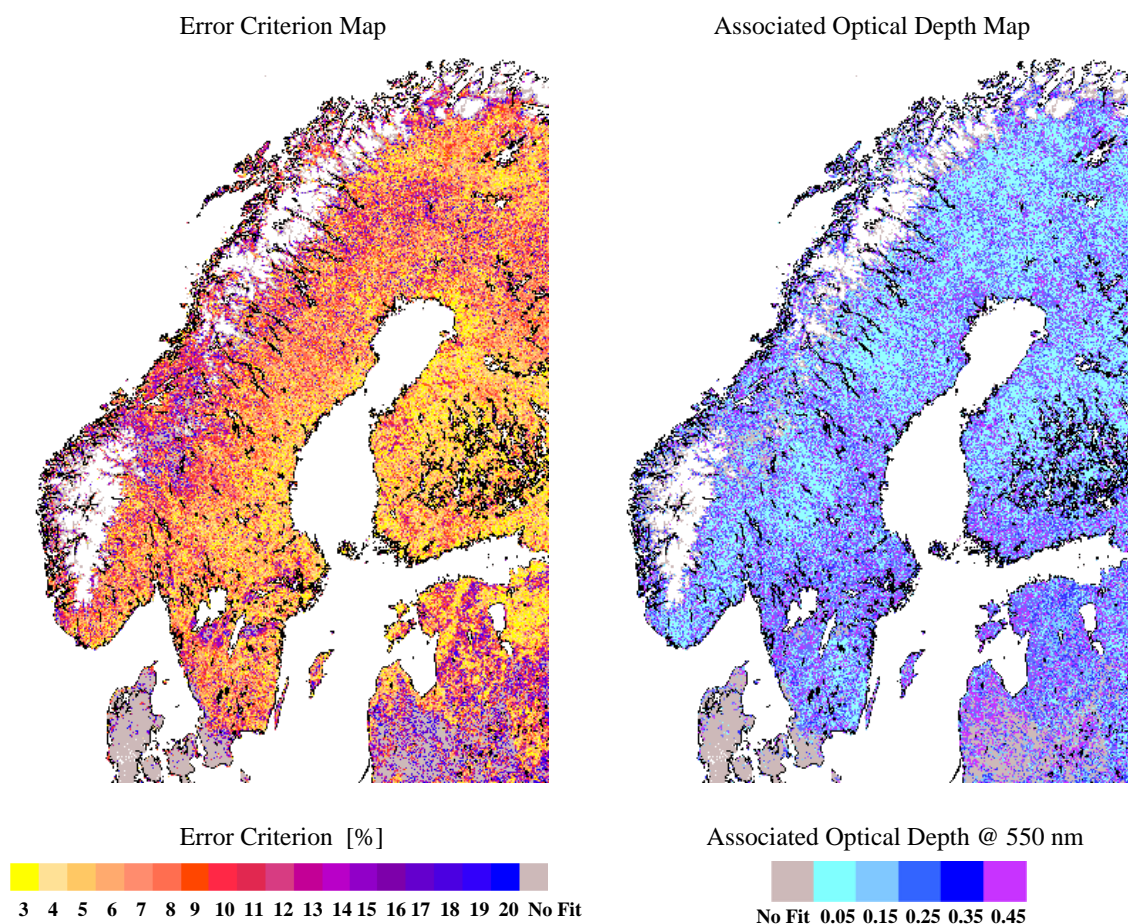 Error Criterion Map
Associated Optical Depth Map
Error Criterion [%]
3 4 5 6 7 8 9 10 11 12 13 14 15 16 17 18 19 20 No Fit
Associated Optical Depth @ 550 nm
No Fit 0.05 0.15 0.25 0.35 0.45